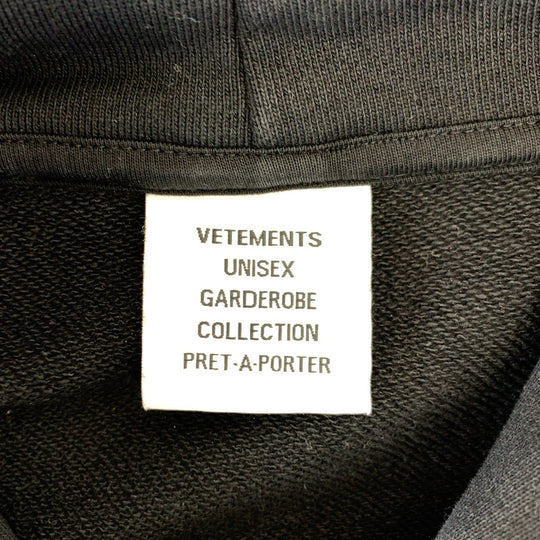 VETEMENTS
UNISEX
GARDEROBE
COLLECTION
PRET-A-PORTER